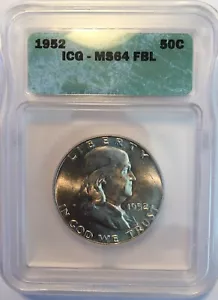 1952 50C
ICG - MS64 FBL
LIBERTY
1952
IN GOD WE TRUST